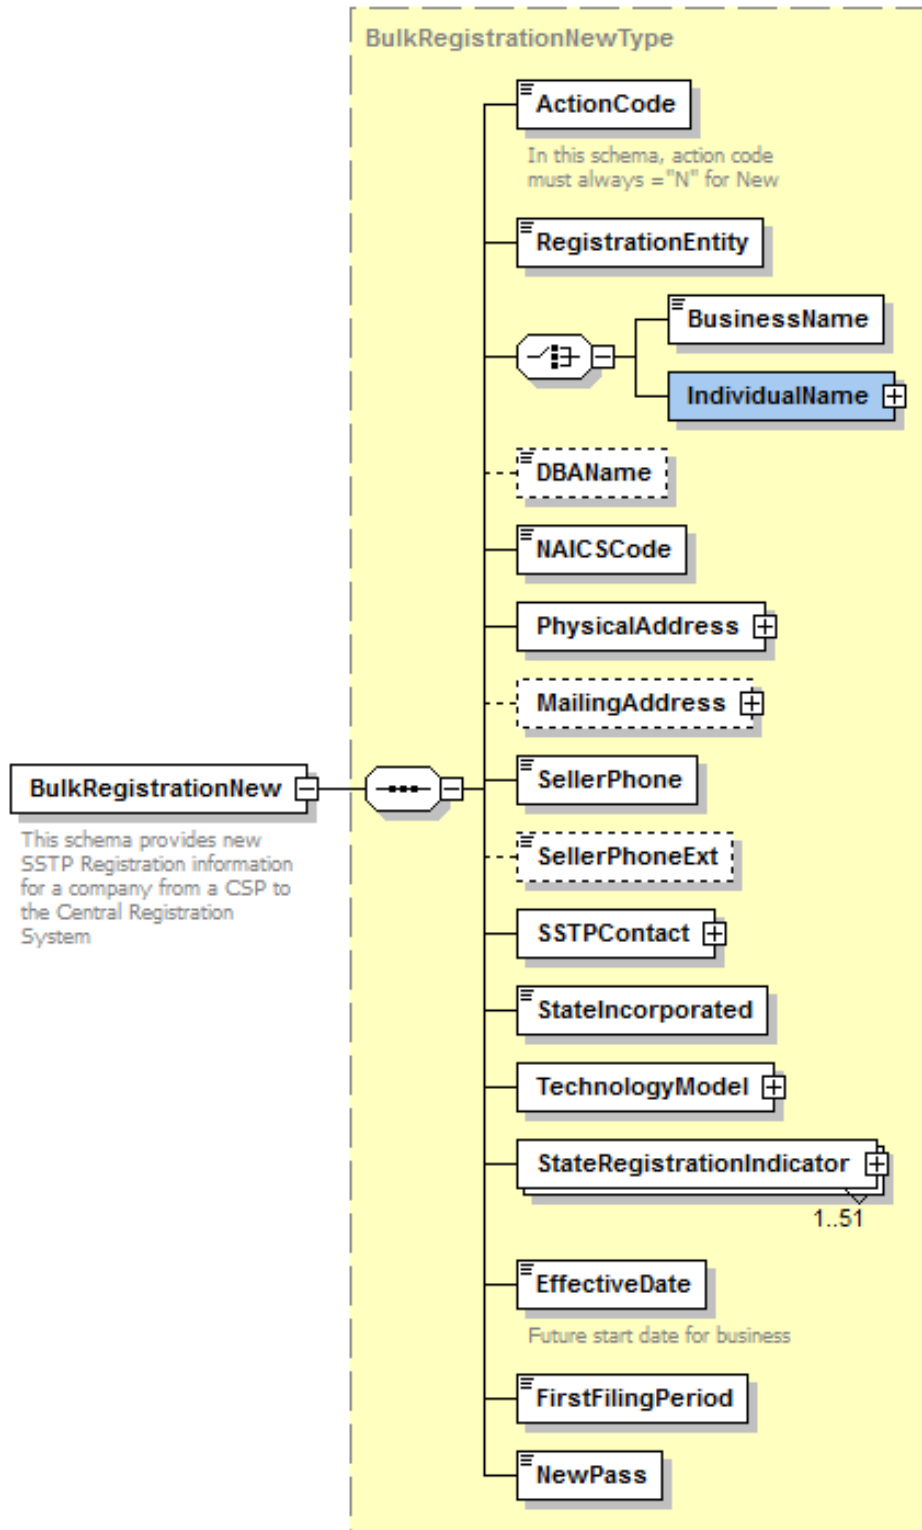 BulkRegistrationNewType
ActionCode
In this schema, action code
must always ="N" for New
RegistrationEntity
BusinessName
IndividualName
DBAName
NAICSCode
PhysicalAddress
MailingAddress
BulkRegistrationNew
This schema provides new
SSTP Registration information
for a company from a CSP to
the Central Registration
System
SellerPhone
SellerPhoneExt
SSTPContact
StateIncorporated
TechnologyModel
StateRegistrationIndicator
1..51
EffectiveDate
Future start date for business
FirstFilingPeriod
NewPass